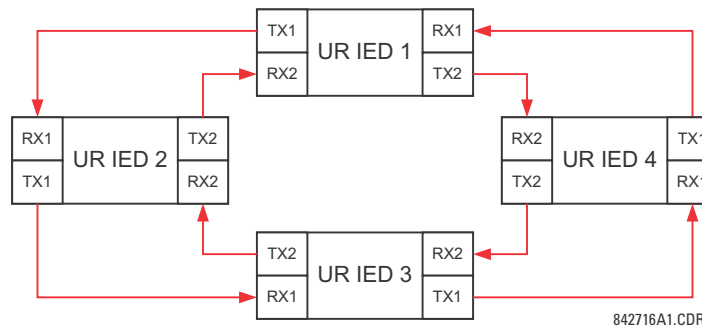 TX1 UR IED 1 RX1
RX2 TX2
RX1 UR IED 2 TX2
TX1 RX2
RX2 UR IED 4 TX1
TX2 RX1
TX2 UR IED 3 RX2
RX1 TX1
842716A1.CDR